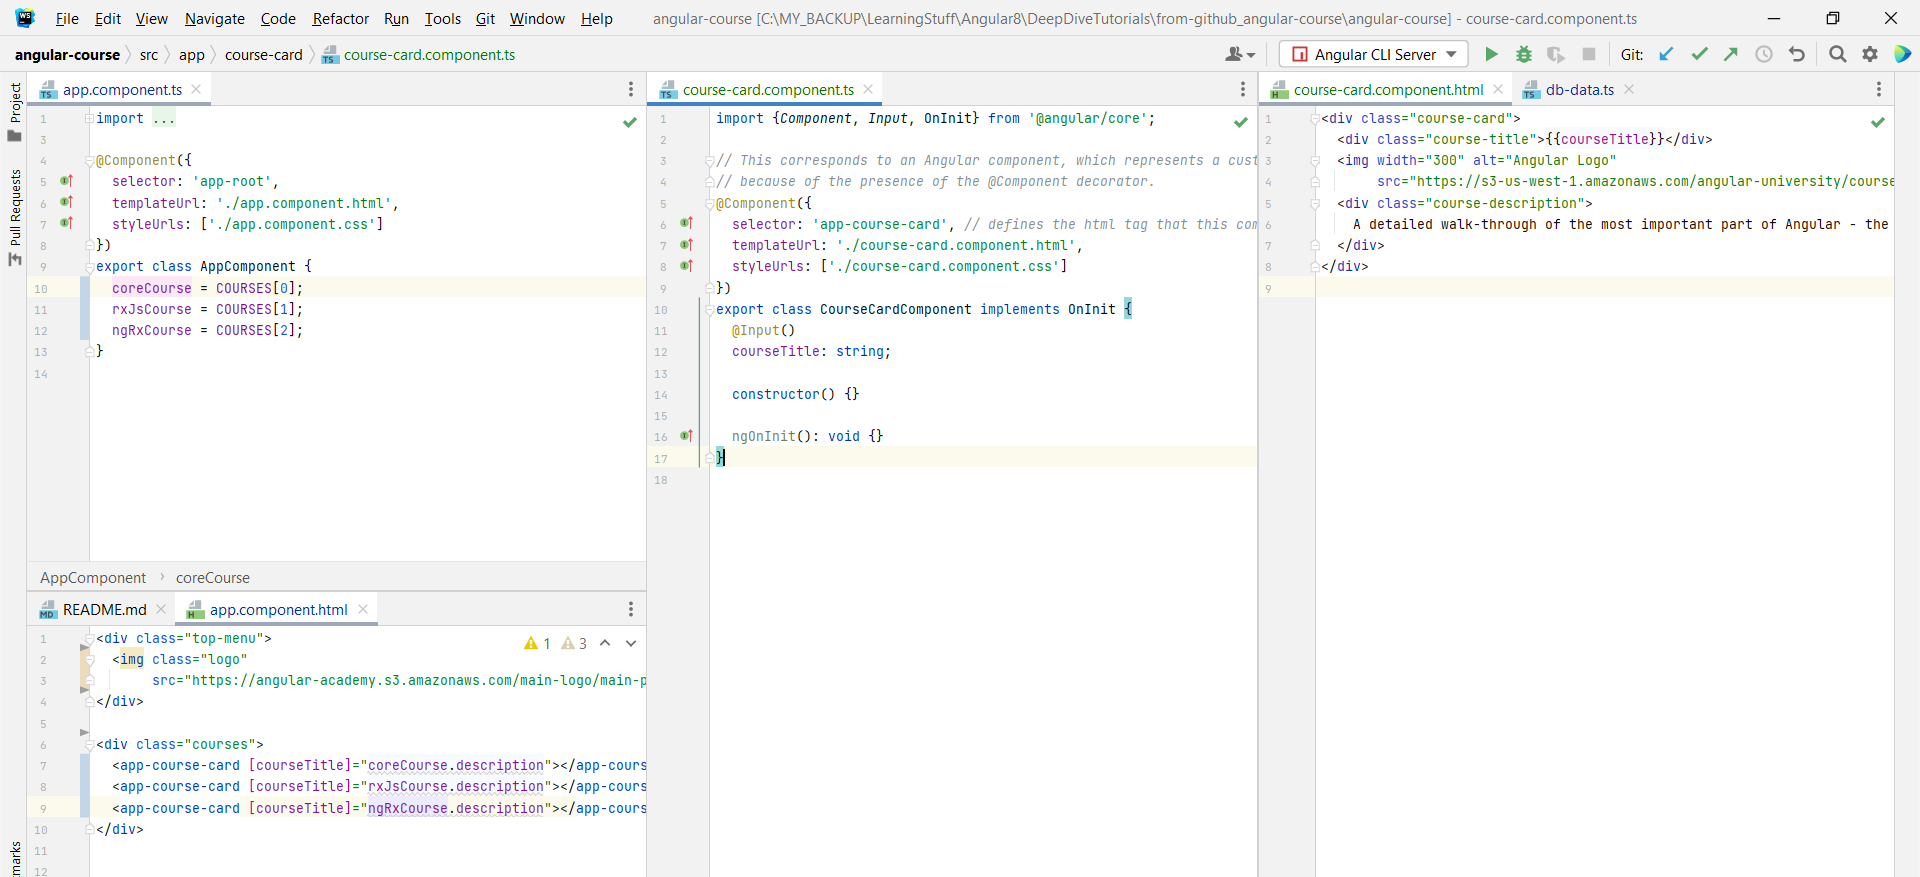 File Edit View Navigate Code Refactor Run Tools Git Window Help angular-course [C:\MY_BACKUP\LearningStuff\Angular8\DeepDiveTutorials\from-github_angular-course\angular-course] - course-card.component.ts
angular-course src app course-card course-card.component.ts Angular CLI Server Git:
Project
Pull Requests
marks
app.component.ts
1 import ...
3
4 @Component({
5 selector: 'app-root',
6 templateUrl: './app.component.html',
7 styleUrls: ['./app.component.css']
8 })
9 export class AppComponent {
10 coreCourse = COURSES[0];
11 rxJsCourse = COURSES[1];
12 ngRxCourse = COURSES[2];
13 }
14
AppComponent › coreCourse
README.md app.component.html
1 3
1 <div class="top-menu">
2 <img class="logo"
3 src="https://angular-academy.s3.amazonaws.com/main-logo/main-p
4 </div>
5
6 <div class="courses">
7 <app-course-card [courseTitle]="coreCourse.description"></app-cours
8 <app-course-card [courseTitle]="rxJsCourse.description"></app-cours
9 <app-course-card [courseTitle]="ngRxCourse.description"></app-cours
10 </div>
11
12
course-card.component.ts
1 import {Component, Input, OnInit} from '@angular/core';
2
3 // This corresponds to an Angular component, which represents a cust
4 // because of the presence of the @Component decorator.
5 @Component({
6 selector: 'app-course-card', // defines the html tag that this com
7 templateUrl: './course-card.component.html',
8 styleUrls: ['./course-card.component.css']
9 })
10 export class CourseCardComponent implements OnInit {
11 @Input()
12 courseTitle: string;
13
14 constructor() {}
15
16 ngOnInit(): void {}
17 }
18
course-card.component.html db-data.ts
1 <div class="course-card">
2 <div class="course-title">{{courseTitle}}</div>
3 <img width="300" alt="Angular Logo"
4 src="https://s3-us-west-1.amazonaws.com/angular-university/course
5 <div class="course-description">
6 A detailed walk-through of the most important part of Angular - the
7 </div>
8 </div>
9